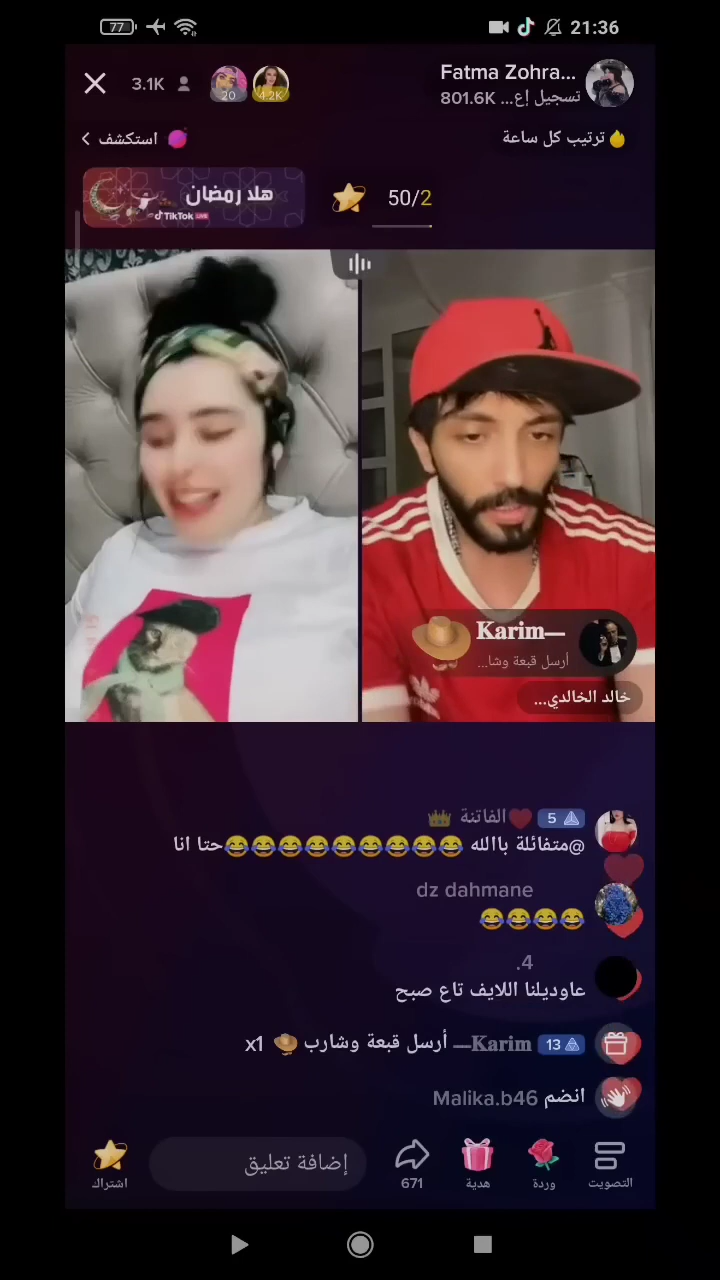 77
21:36
3.1K
20
4.2K
Fatma Zohra...
801.6K تسجيل إع...
استكشف
ترتيب كل ساعة
هلا رمضان
TikTok LIVE
50/2
Karim—
أرسل قبعة وشا...
خالد الخالدي...
5 ❤️الفاتنة 👑
@متفائلة باالله 😂😂😂😂😂😂😂😂😂حتا انا
dz dahmane
😂😂😂😂
4.
عاوديلنا اللايف تاع صبح
13 Karim— أرسل قبعة وشارب x1
Malika.b46 انضم
اشتراك
إضافة تعليق
671
هدية
وردة
التصويت